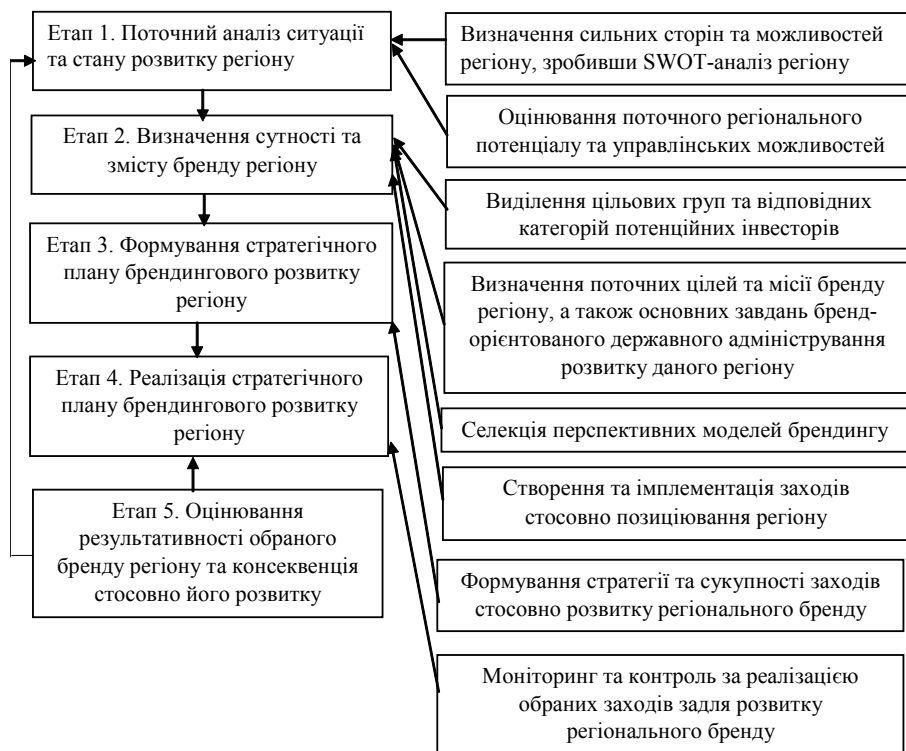 Етап 1. Поточний аналіз ситуації
та стану розвитку регіону
Етап 2. Визначення сутності та
змісту бренду регіону
Етап 3. Формування стратегічного
плану брендингового розвитку
регіону
Етап 4. Реалізація стратегічного
плану брендингового розвитку
регіону
Етап 5. Оцінювання
результативності обраного
бренду регіону та консеквенція
стосовно його розвитку
Визначення сильних сторін та можливостей
регіону, зробивши SWOT-аналіз регіону
Оцінювання поточного регіонального
потенціалу та управлінських можливостей
Виділення цільових груп та відповідних
категорій потенційних інвесторів
Визначення поточних цілей та місії бренду
регіону, а також основних завдань бренд-
орієнтованого державного адміністрування
розвитку даного регіону
Селекція перспективних моделей брендингу
Створення та імплементація заходів
стосовно позиціювання регіону
Формування стратегії та сукупності заходів
стосовно розвитку регіонального бренду
Моніторинг та контроль за реалізацією
обраних заходів задля розвитку
регіонального бренду